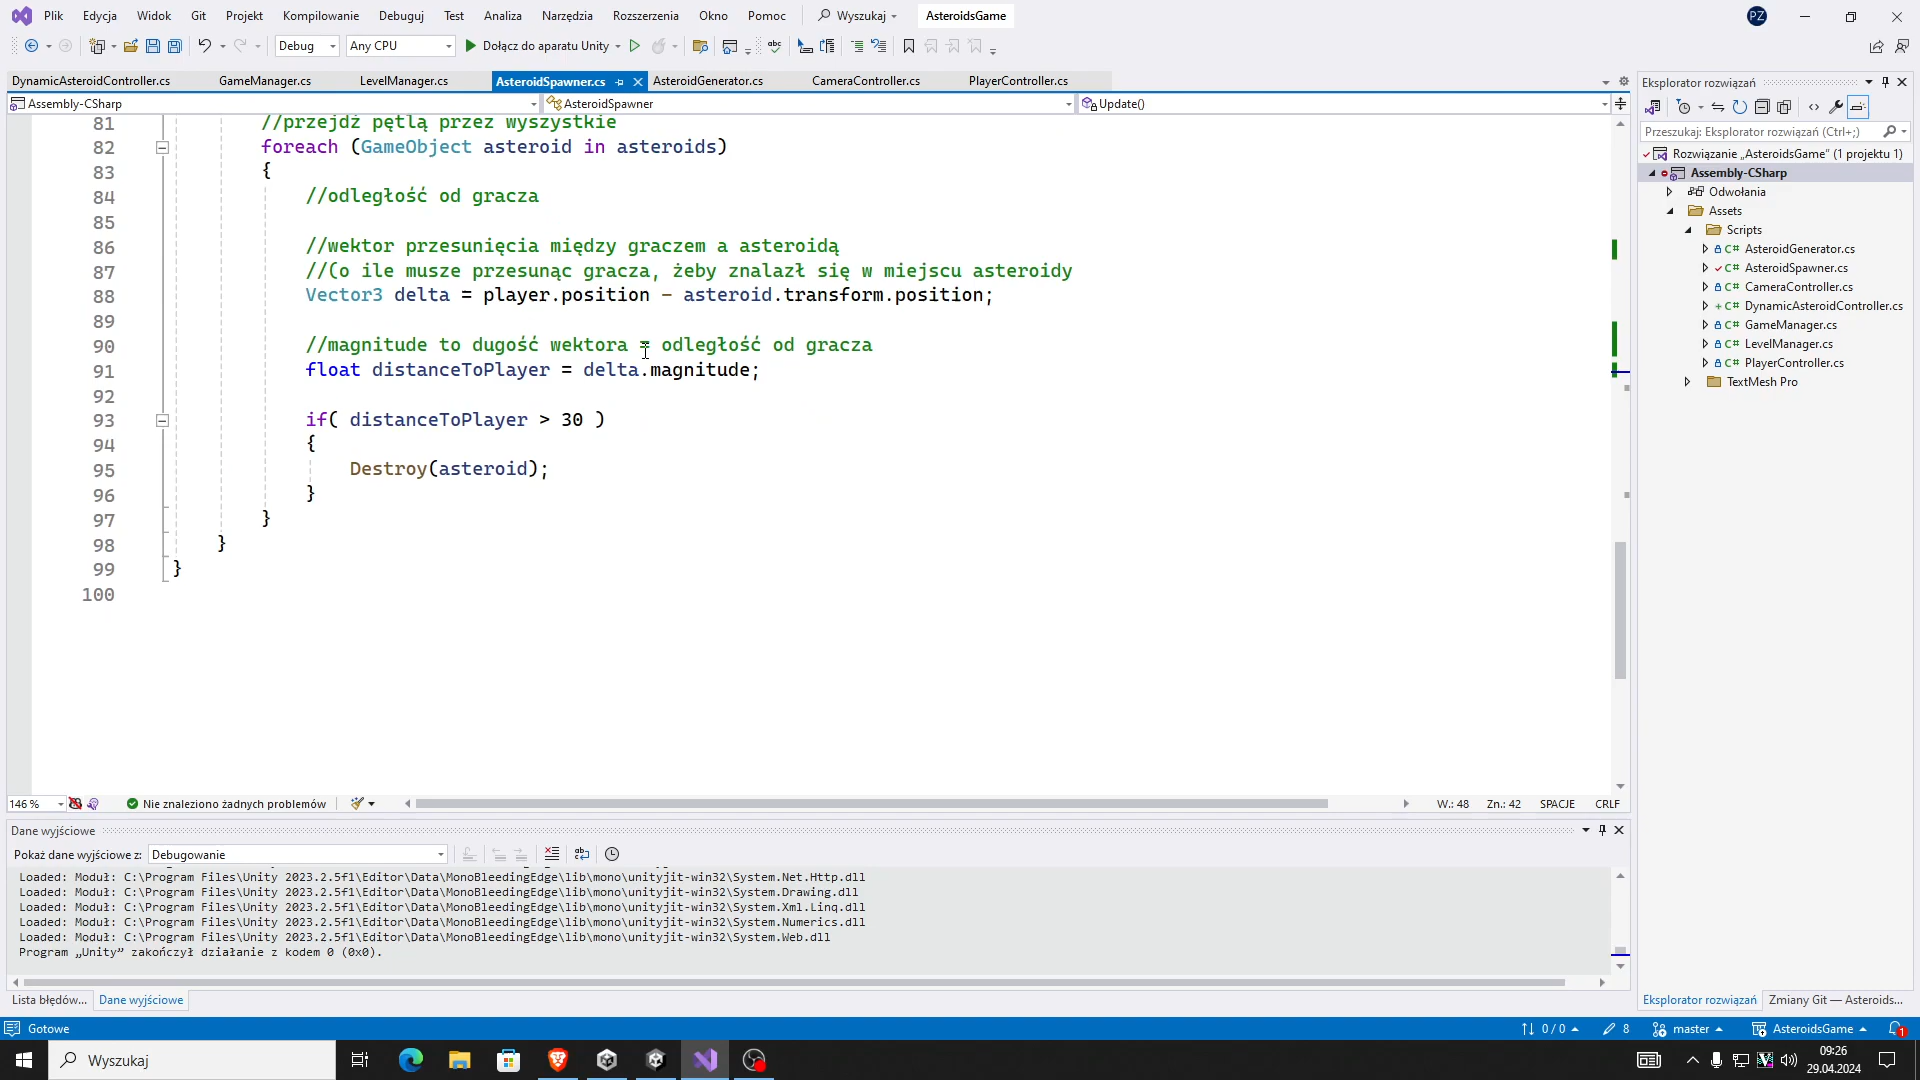 Plik Edycja Widok Git Projekt Kompilowanie Debuguj Test Analiza Narzędzia Rozszerzenia Okno Pomoc Wyszukaj AsteroidsGame PZ
Debug Any CPU Dołącz do aparatu Unity
DynamicAsteroidController.cs GameManager.cs LevelManager.cs AsteroidSpawner.cs AsteroidGenerator.cs CameraController.cs PlayerController.cs
Assembly-CSharp AsteroidSpawner Update()
81 //przejdź pętlą przez wyszystkie
82 foreach (GameObject asteroid in asteroids)
83 {
84 //odległość od gracza
85
86 //wektor przesunięcia między graczem a asteroidą
87 //(o ile musze przesunąc gracza, żeby znalazł się w miejscu asteroidy
88 Vector3 delta = player.position - asteroid.transform.position;
89
90 //magnitude to dugość wektora = odległość od gracza
91 float distanceToPlayer = delta.magnitude;
92
93 if( distanceToPlayer > 30 )
94 {
95 Destroy(asteroid);
96 }
97 }
98 }
99 }
100
146 % Nie znaleziono żadnych problemów W.: 48 Zn.: 42 SPACJE CRLF
Dane wyjściowe
Pokaż dane wyjściowe z: Debugowanie
Loaded: Moduł: C:\Program Files\Unity 2023.2.5f1\Editor\Data\MonoBleedingEdge\lib\mono\unityjit-win32\System.Net.Http.dll
Loaded: Moduł: C:\Program Files\Unity 2023.2.5f1\Editor\Data\MonoBleedingEdge\lib\mono\unityjit-win32\System.Drawing.dll
Loaded: Moduł: C:\Program Files\Unity 2023.2.5f1\Editor\Data\MonoBleedingEdge\lib\mono\unityjit-win32\System.Xml.Linq.dll
Loaded: Moduł: C:\Program Files\Unity 2023.2.5f1\Editor\Data\MonoBleedingEdge\lib\mono\unityjit-win32\System.Numerics.dll
Loaded: Moduł: C:\Program Files\Unity 2023.2.5f1\Editor\Data\MonoBleedingEdge\lib\mono\unityjit-win32\System.Web.dll
Program „Unity” zakończył działanie z kodem 0 (0x0).
Lista błędów... Dane wyjściowe
Eksplorator rozwiązań
Przeszukaj: Eksplorator rozwiązań (Ctrl+;)
Rozwiązanie „AsteroidsGame” (1 projektu 1)
Assembly-CSharp
Odwołania
Assets
Scripts
C# AsteroidGenerator.cs
C# AsteroidSpawner.cs
C# CameraController.cs
C# DynamicAsteroidController.cs
C# GameManager.cs
C# LevelManager.cs
C# PlayerController.cs
TextMesh Pro
Eksplorator rozwiązań Zmiany Git — Asteroids...
Gotowe 0 / 0 8 master AsteroidsGame 1
Wyszukaj
09:26
29.04.2024